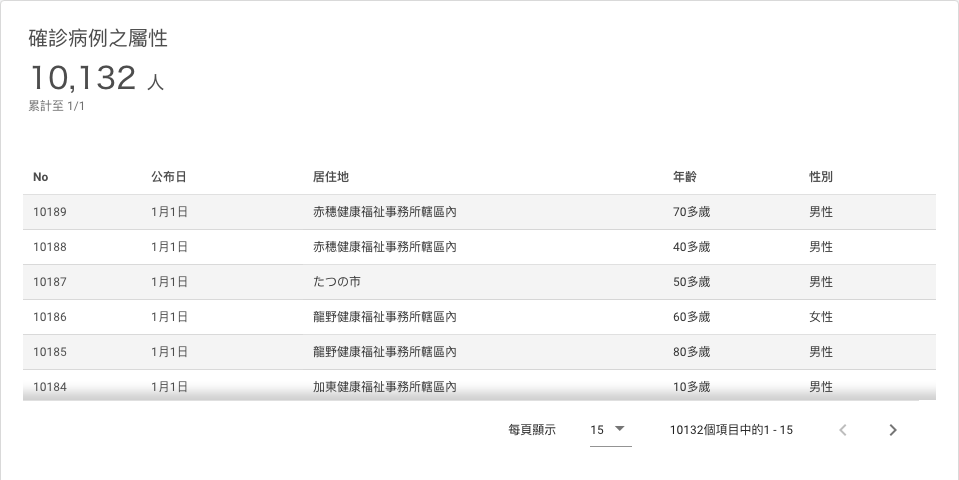 確診病例之屬性
10,132 人
累計至 1/1
No 公布日 居住地 年齡 性別
10189 1月1日 赤穗健康福祉事務所轄區內 70多歲 男性
10188 1月1日 赤穗健康福祉事務所轄區內 40多歲 男性
10187 1月1日 たつの市 50多歲 男性
10186 1月1日 龍野健康福祉事務所轄區內 60多歲 女性
10185 1月1日 龍野健康福祉事務所轄區內 80多歲 男性
10184 1月1日 加東健康福祉事務所轄區內 10多歲 男性
每頁顯示 15 10132個項目中的1 - 15